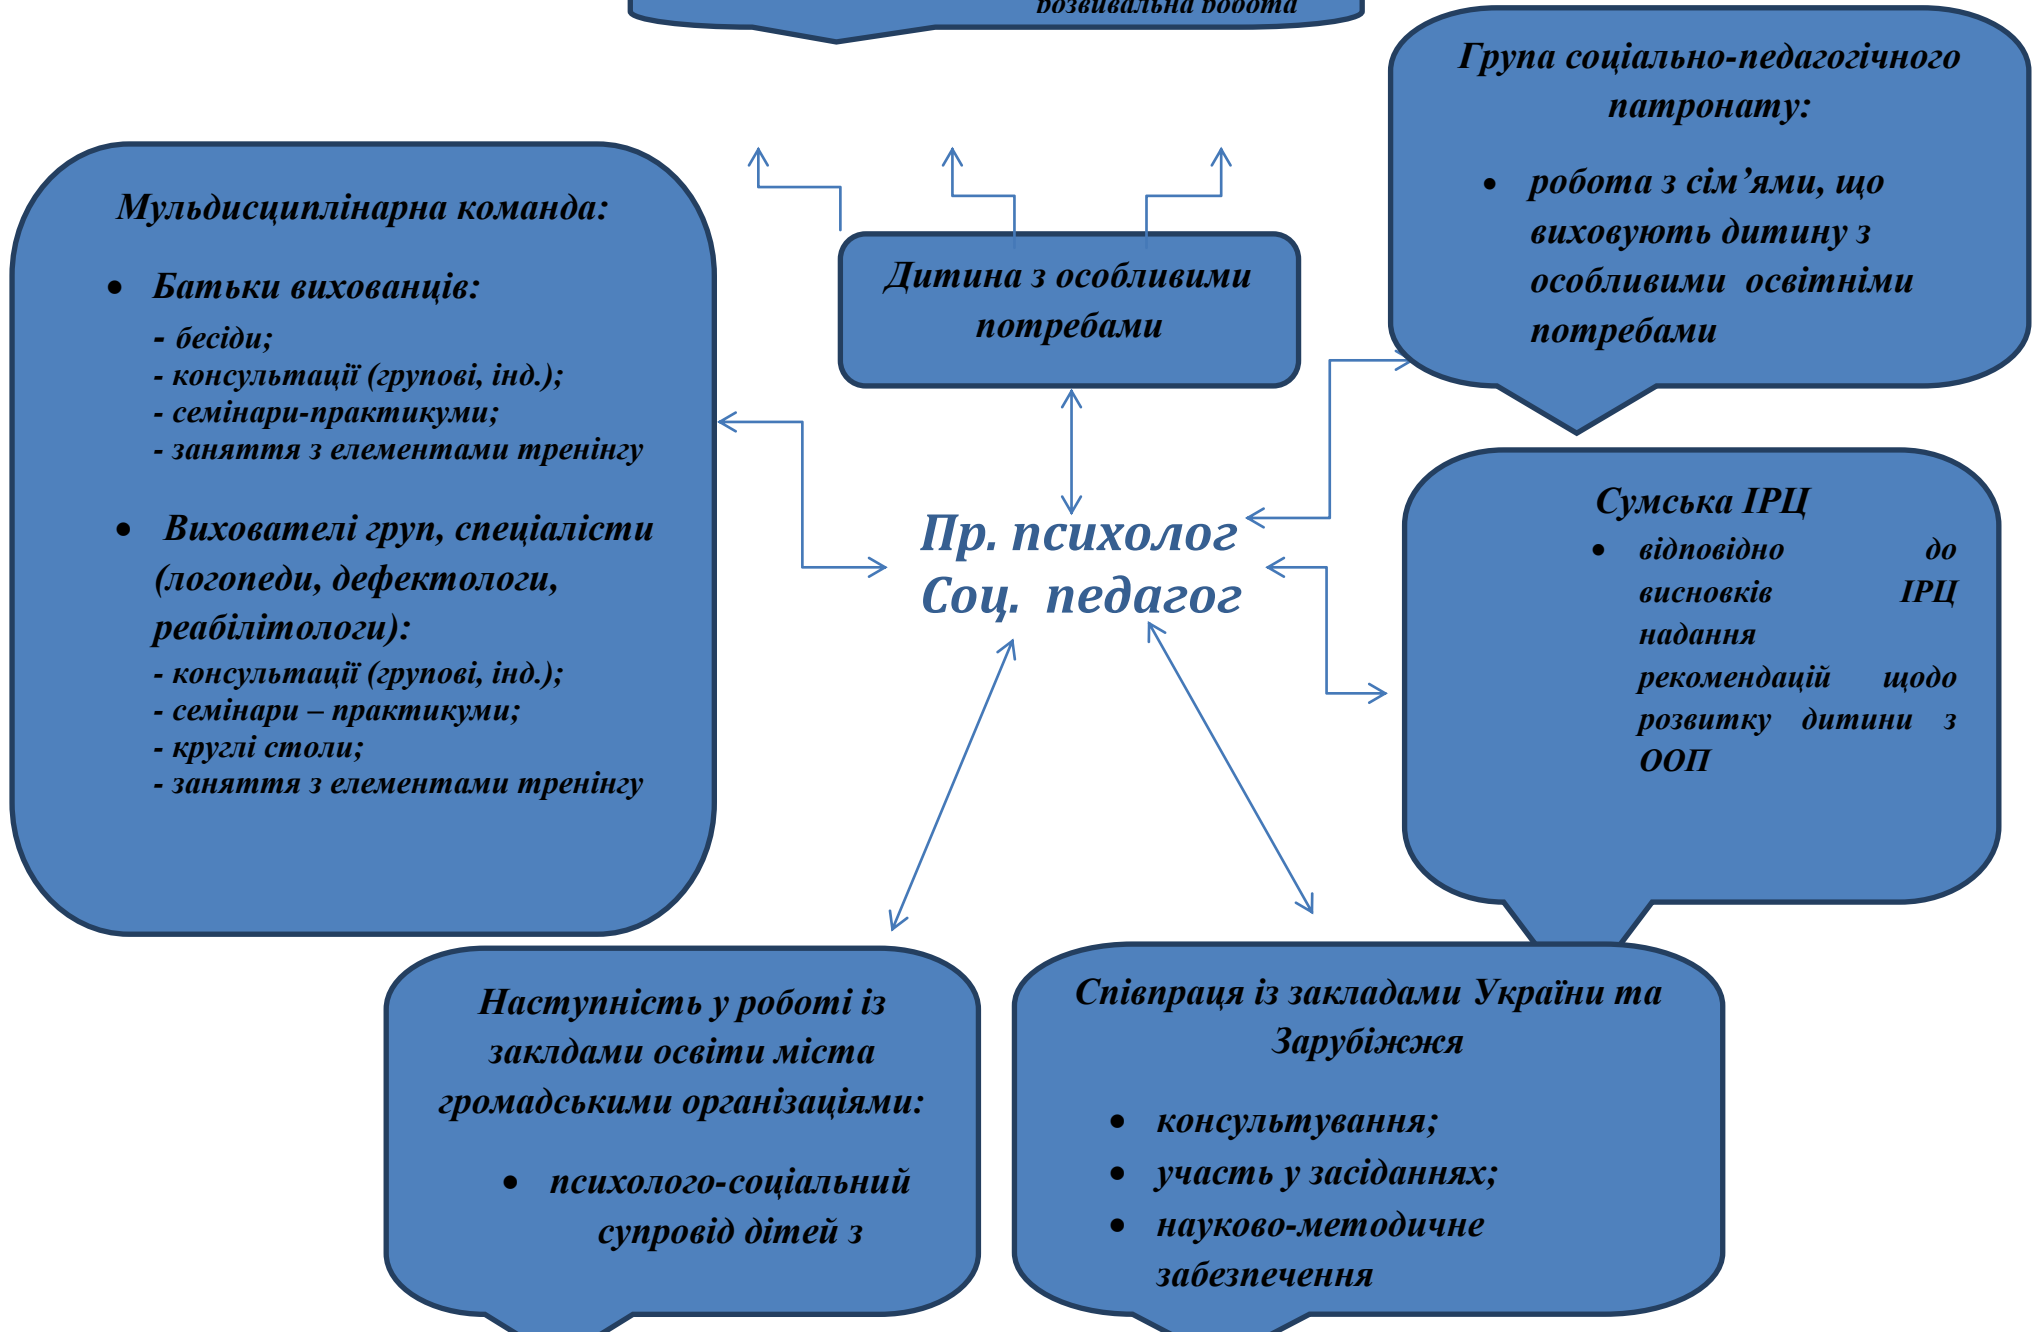 розвивальна робота
Група соціально-педагогічного
патронату:
• робота з сім’ями, що
виховують дитину з
особливими освітніми
потребами
Мульдисциплінарна команда:
• Батьки вихованців:
- бесіди;
- консультації (групові, інд.);
- семінари-практикуми;
- заняття з елементами тренінгу
• Вихователі груп, спеціалісти
(логопеди, дефектологи,
реабілітологи):
- консультації (групові, інд.);
- семінари – практикуми;
- круглі столи;
- заняття з елементами тренінгу
Дитина з особливими
потребами
Пр. психолог
Соц. педагог
Сумська ІРЦ
• відповідно до
висновків ІРЦ
надання
рекомендацій щодо
розвитку дитини з
ООП
Наступність у роботі із
заклдами освіти міста
громадськими організаціями:
• психолого-соціальний
супровід дітей з
Співпраця із закладами України та
Зарубіжжя
• консультування;
• участь у засіданнях;
• науково-методичне
забезпечення